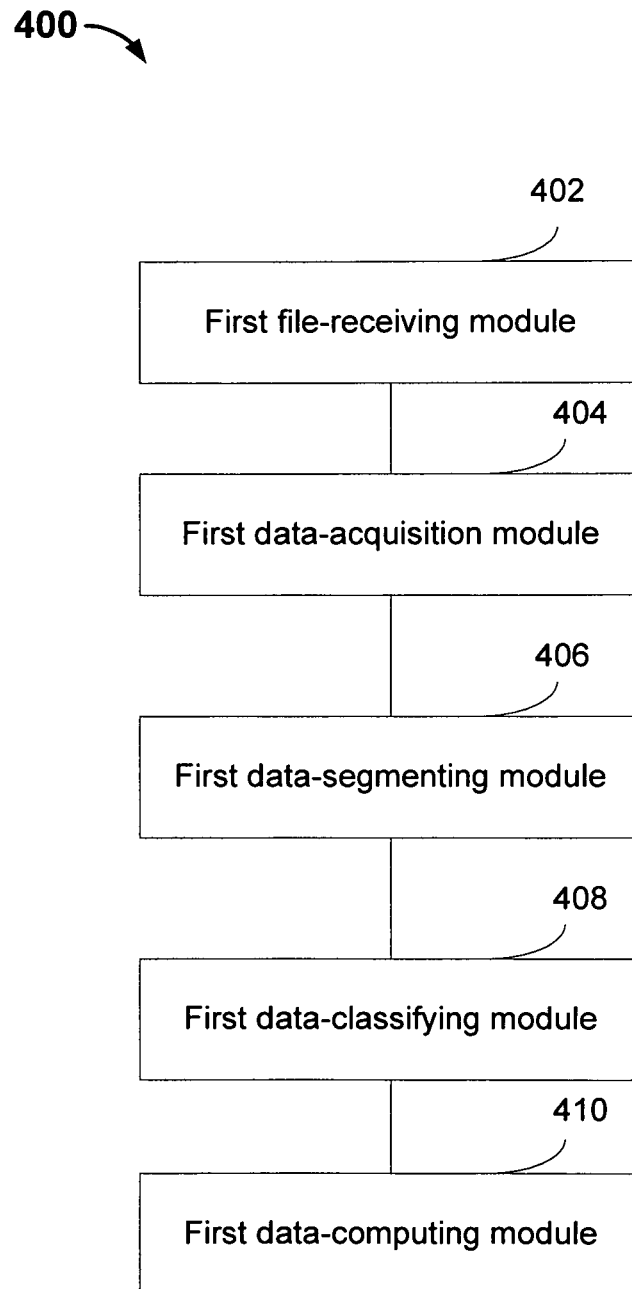 400
402
First file-receiving module
404
First data-acquisition module
406
First data-segmenting module
408
First data-classifying module
410
First data-computing module